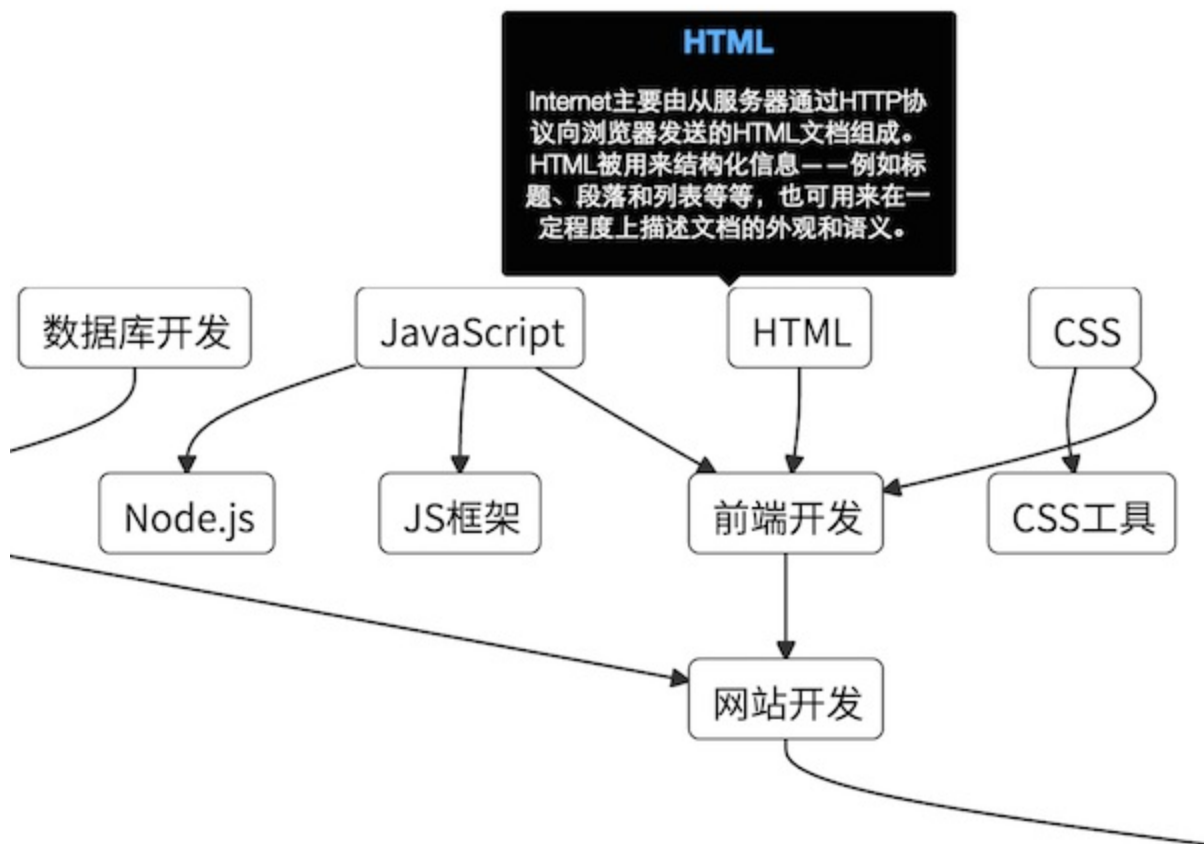 HTML
Internet主要由从服务器通过HTTP协
议向浏览器发送的HTML文档组成。
HTML被用来结构化信息——例如标
题、段落和列表等等，也可用来在一
定程度上描述文档的外观和语义。
数据库开发
JavaScript
HTML
CSS
Node.js
JS框架
前端开发
CSS工具
网站开发